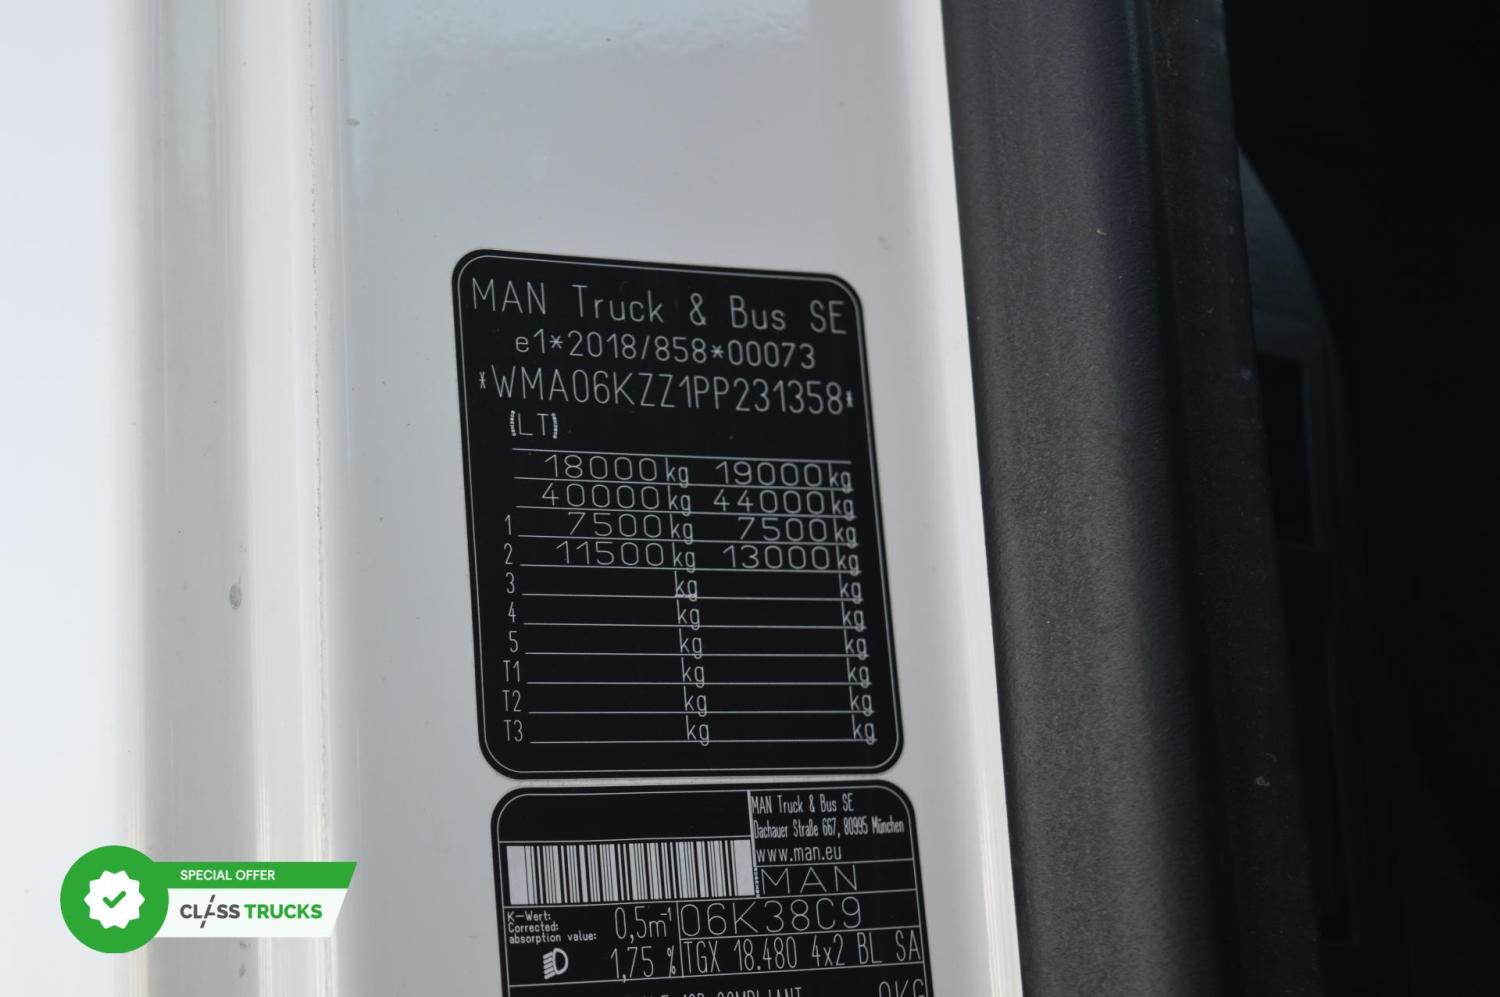 MAN Truck & Bus SE
e1*2018/858*00073
*WMA06KZZ1PP231358*
(LT)
18000kg 19000kg
40000kg 44000kg
1 7500kg 7500kg
2 11500kg 13000kg
3 kg kg
4 kg kg
5 kg kg
T1 kg kg
T2 kg kg
T3 kg kg
MAN Truck & Bus SE
Dachauer Straße 667, 80995 München
www.man.eu
MAN
K-Wert:
Corrected:
absorption value:
0,5m-1
06K38C9
1,75 %
TGX 18.480 4x2 BL SA
COMPLIANT 0KG
SPECIAL OFFER
CLASS TRUCKS